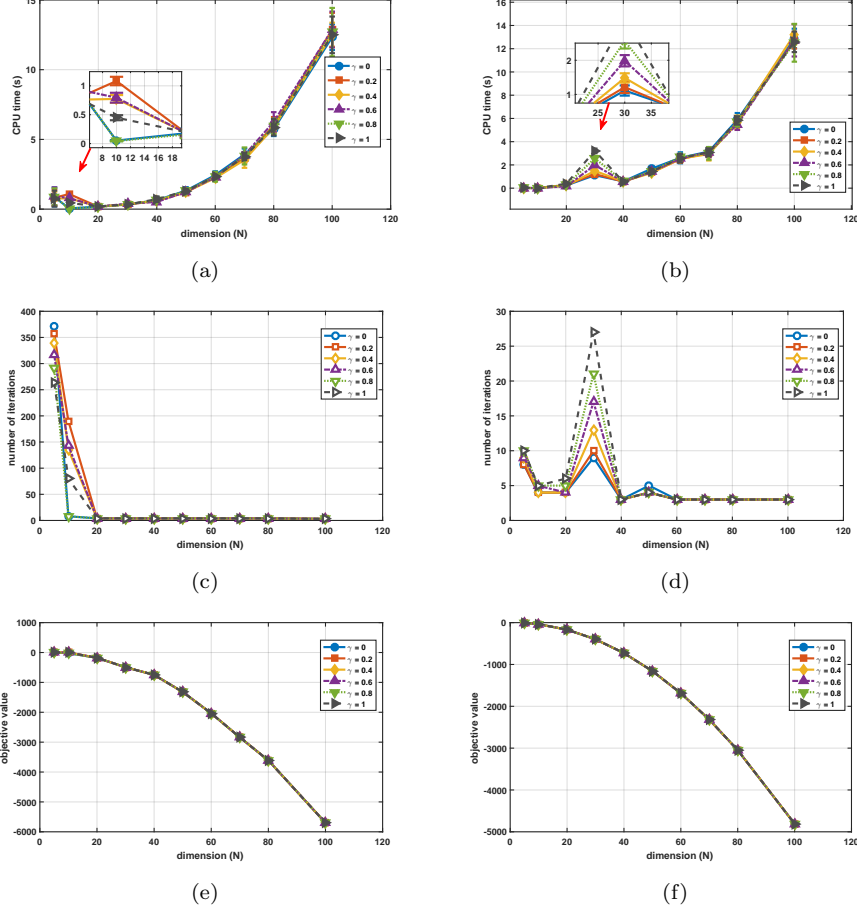 15
10
5
0
CPU time (s)
1
0.5
0
8 10 12 14 16 18
γ = 0
γ = 0.2
γ = 0.4
γ = 0.6
γ = 0.8
γ = 1
0 20 40 60 80 100 120
dimension (N)
(a)
16
14
12
10
8
6
4
2
0
CPU time (s)
2
1
25 30 35
γ = 0
γ = 0.2
γ = 0.4
γ = 0.6
γ = 0.8
γ = 1
0 20 40 60 80 100 120
dimension (N)
(b)
400
350
300
250
200
150
100
50
0
number of iterations
γ = 0
γ = 0.2
γ = 0.4
γ = 0.6
γ = 0.8
γ = 1
0 20 40 60 80 100 120
dimension (N)
(c)
30
25
20
15
10
5
0
number of iterations
γ = 0
γ = 0.2
γ = 0.4
γ = 0.6
γ = 0.8
γ = 1
0 20 40 60 80 100 120
dimension (N)
(d)
1000
0
-1000
-2000
-3000
-4000
-5000
-6000
objective value
γ = 0
γ = 0.2
γ = 0.4
γ = 0.6
γ = 0.8
γ = 1
0 20 40 60 80 100 120
dimension (N)
(e)
0
-1000
-2000
-3000
-4000
-5000
objective value
γ = 0
γ = 0.2
γ = 0.4
γ = 0.6
γ = 0.8
γ = 1
0 20 40 60 80 100 120
dimension (N)
(f)